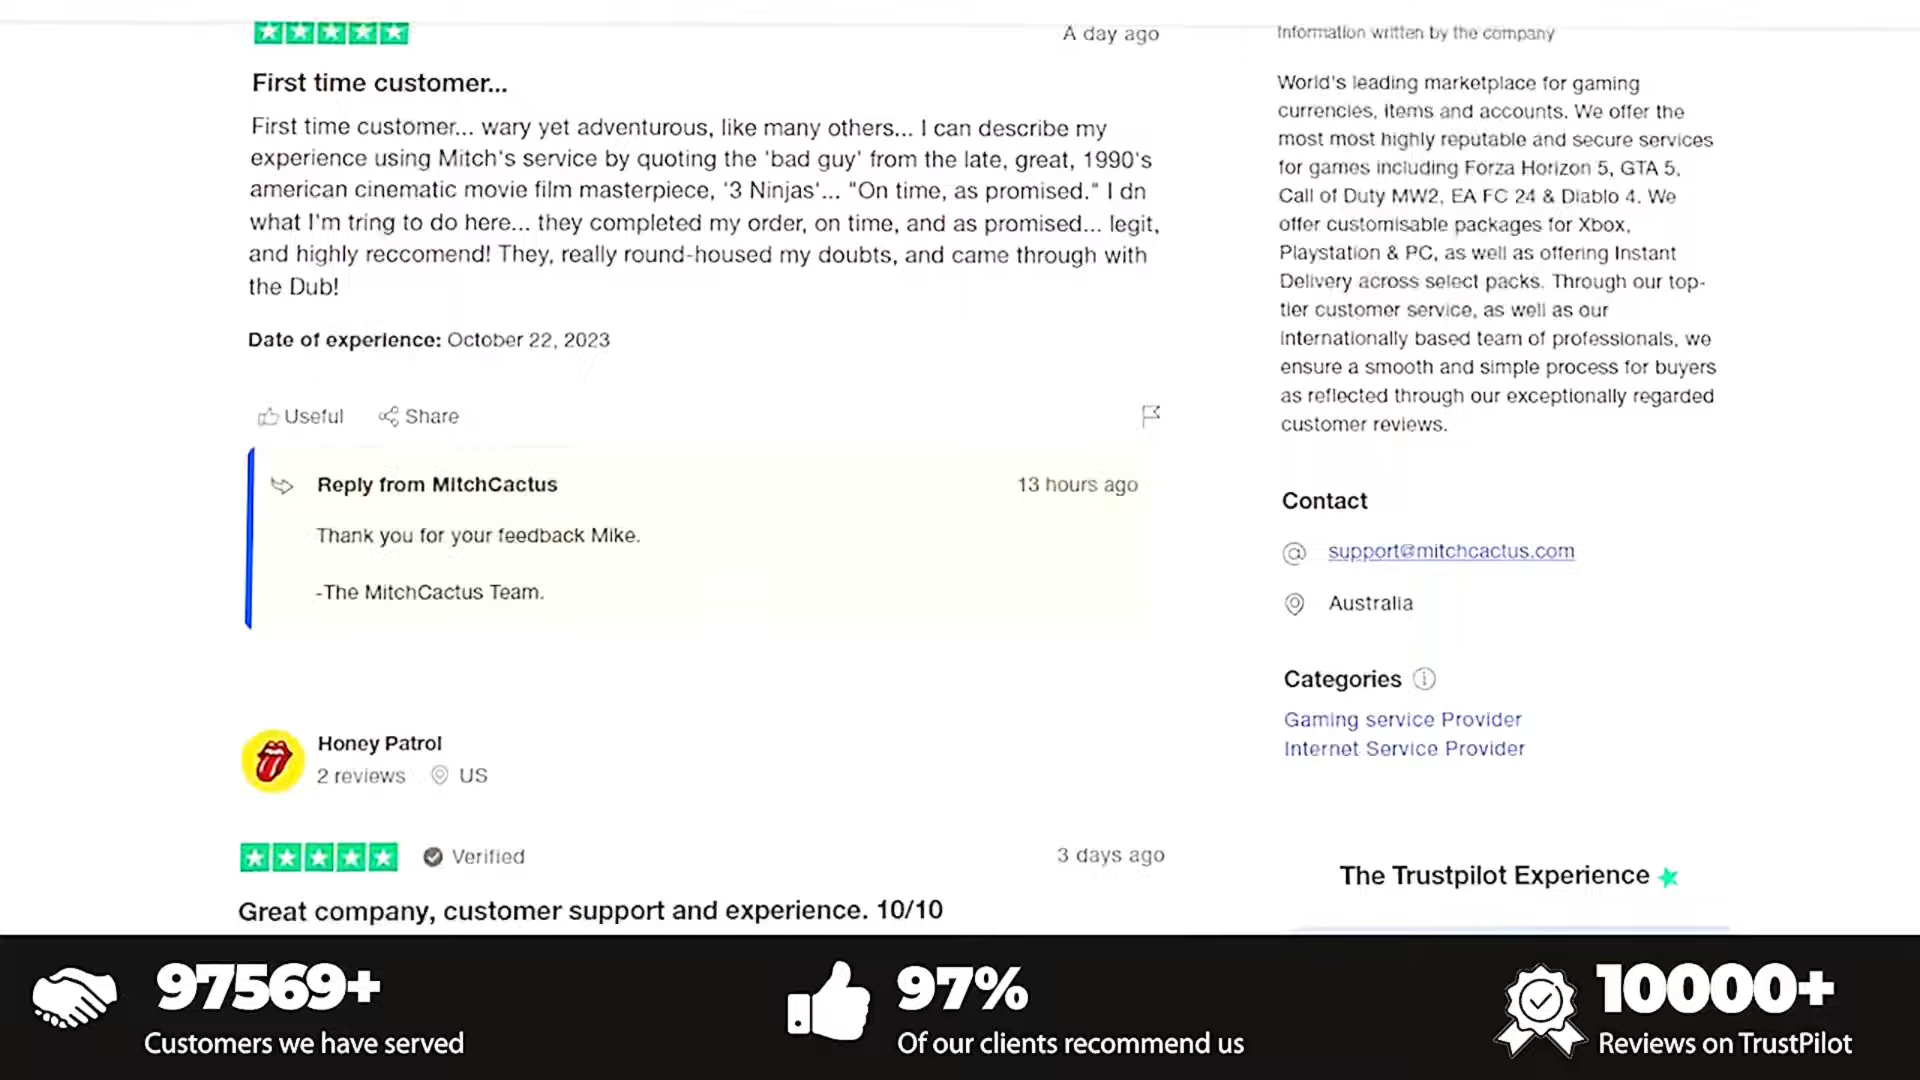 A day ago
First time customer...
First time customer... wary yet adventurous, like many others... I can describe my
experience using Mitch's service by quoting the 'bad guy' from the late, great, 1990's
american cinematic movie film masterpiece, '3 Ninjas'... "On time, as promised." I dn
what I'm tring to do here... they completed my order, on time, and as promised... legit,
and highly reccomend! They, really round-housed my doubts, and came through with
the Dub!
Date of experience: October 22, 2023
Useful Share
Reply from MitchCactus 13 hours ago
Thank you for your feedback Mike.
-The MitchCactus Team.
Honey Patrol
2 reviews US
Verified 3 days ago
Great company, customer support and experience. 10/10
Information written by the company
World's leading marketplace for gaming
currencies, items and accounts. We offer the
most most highly reputable and secure services
for games including Forza Horizon 5, GTA 5,
Call of Duty MW2, EA FC 24 & Diablo 4. We
offer customisable packages for Xbox,
Playstation & PC, as well as offering Instant
Delivery across select packs. Through our top-
tier customer service, as well as our
internationally based team of professionals, we
ensure a smooth and simple process for buyers
as reflected through our exceptionally regarded
customer reviews.
Contact
support@mitchcactus.com
Australia
Categories
Gaming service Provider
Internet Service Provider
The Trustpilot Experience
97569+
Customers we have served
97%
Of our clients recommend us
10000+
Reviews on TrustPilot